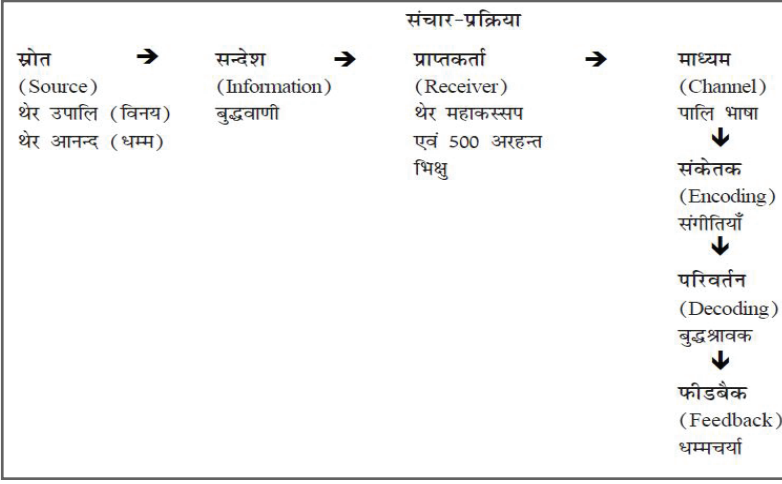 संचार-प्रक्रिया
स्रोत ➔ सन्देश ➔ प्राप्तकर्ता ➔ माध्यम
(Source) (Information) (Receiver) (Channel)
थेर उपालि (विनय) बुद्धवाणी थेर महाकस्सप पालि भाषा
थेर आनन्द (धम्म) एवं 500 अरहन्त
भिक्षु
संकेतक
(Encoding)
संगीतियाँ
परिवर्तन
(Decoding)
बुद्धश्रावक
फीडबैक
(Feedback)
धम्मचर्या